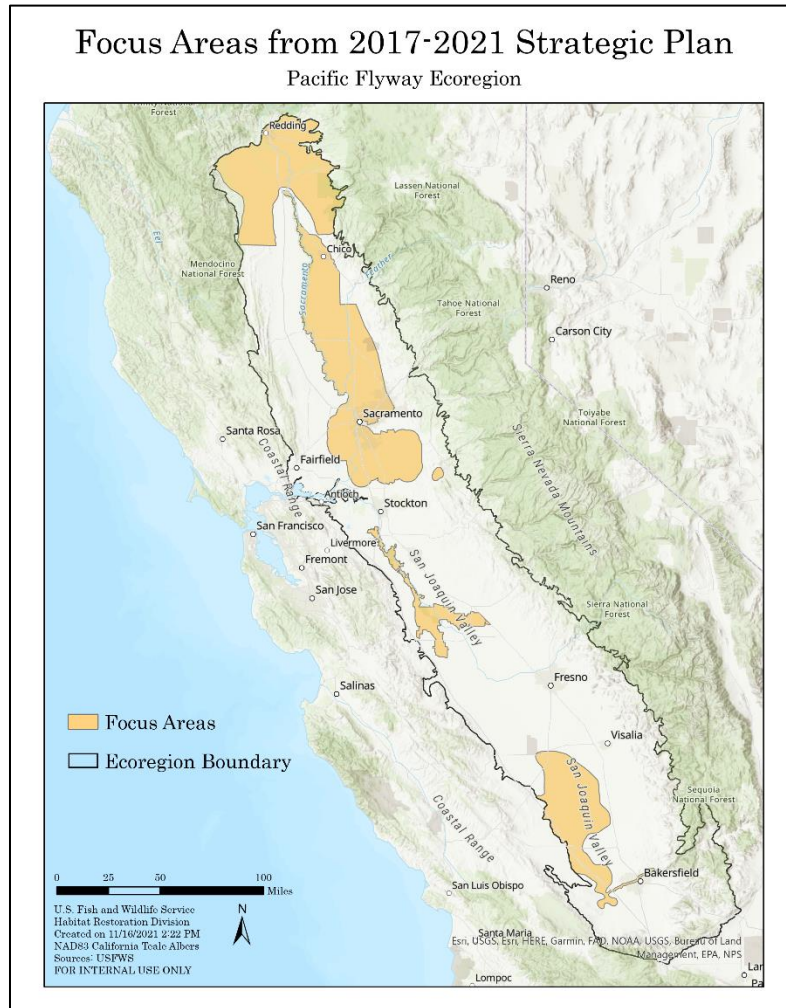 Focus Areas from 2017-2021 Strategic Plan
Pacific Flyway Ecoregion
National
Forest
Redding
Lassen National
Forest
Eel
Mendocino
National Forest
Chico
Feather
Sacramento
Reno
Tahoe National
Forest
Carson City
Toiyabe
National Forest
Sacramento
Santa Rosa
Coastal Range
Fairfield
Sierra Nevada Mountains
Antioch
Stockton
San Francisco
Livermore
Fremont
San Joaquin Valley
San Jose
Sierra National
Forest
Salinas
Fresno
Focus Areas
Visalia
Ecoregion Boundary
San Joaquin Valley
Sequoia
National Forest
Coastal Range
0 25 50 100
Miles
Bakersfield
San Luis Obispo
U.S. Fish and Wildlife Service
Habitat Restoration Division
Created on 11/16/2021 2:22 PM
NAD83 California Teale Albers
Sources: USFWS
FOR INTERNAL USE ONLY
N
Santa Maria
Esri, USGS, Esri, HERE, Garmin, FAO, NOAA, USGS, Bureau of Land
Management, EPA, NPS
Lompoc